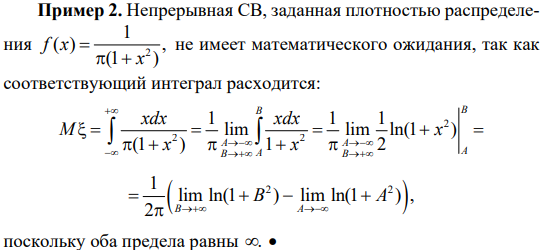 Пример 2. Непрерывная СВ, заданная плотностью распределе-
ния f(x) = 1/(π(1 + x²)), не имеет математического ожидания, так как
соответствующий интеграл расходится:
Mξ = ∫_{−∞}^{+∞} xdx/(π(1 + x²)) = 1/π lim_{A→−∞, B→+∞} ∫_A^B xdx/(1 + x²) = 1/π lim_{A→−∞, B→+∞} 1/2 ln(1 + x²)|_A^B =
= 1/(2π) (lim_{B→+∞} ln(1 + B²) − lim_{A→−∞} ln(1 + A²)),
поскольку оба предела равны ∞. •